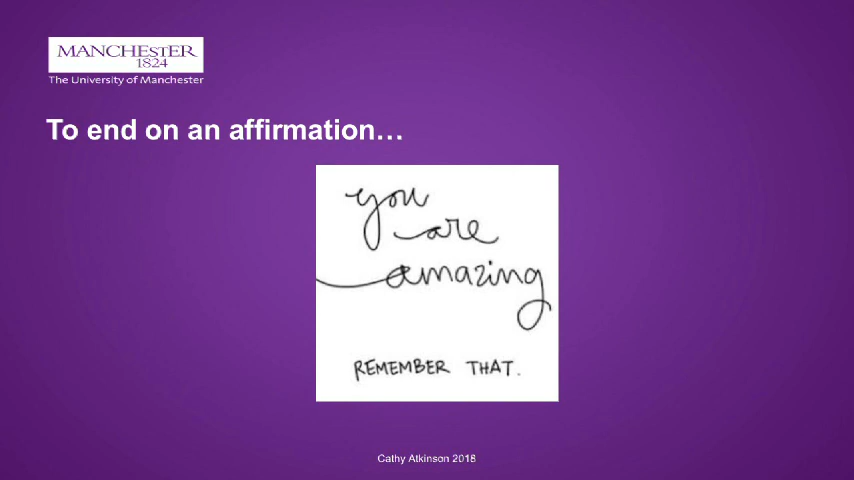 MANCHESTER
1824
The University of Manchester
To end on an affirmation…
you
are
amazing
REMEMBER THAT.
Cathy Atkinson 2018